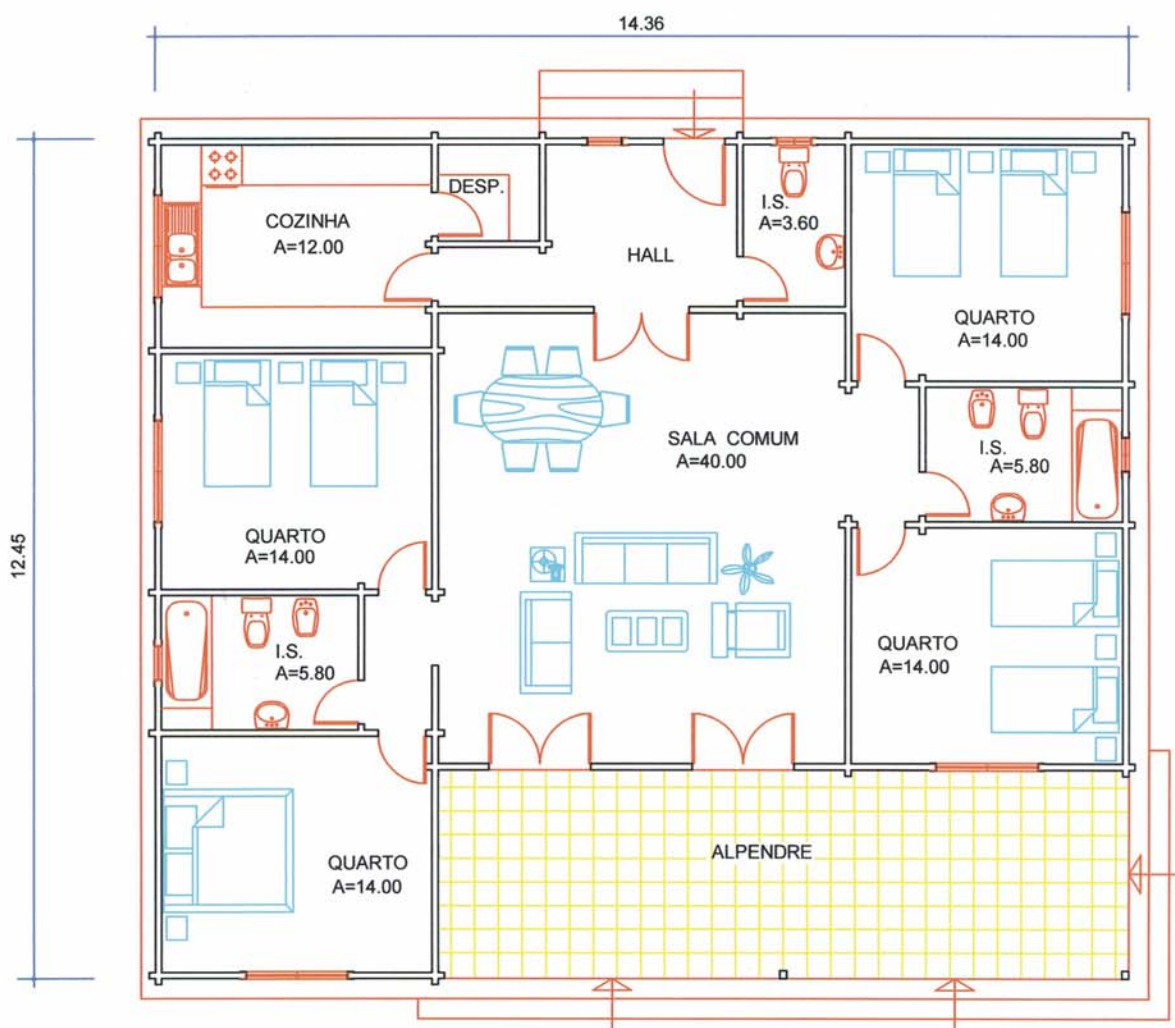 14.36
DESP.
COZINHA
A=12.00
I.S.
A=3.60
HALL
QUARTO
A=14.00
SALA COMUM
A=40.00
I.S.
A=5.80
12.45
QUARTO
A=14.00
I.S.
A=5.80
QUARTO
A=14.00
QUARTO
A=14.00
ALPENDRE